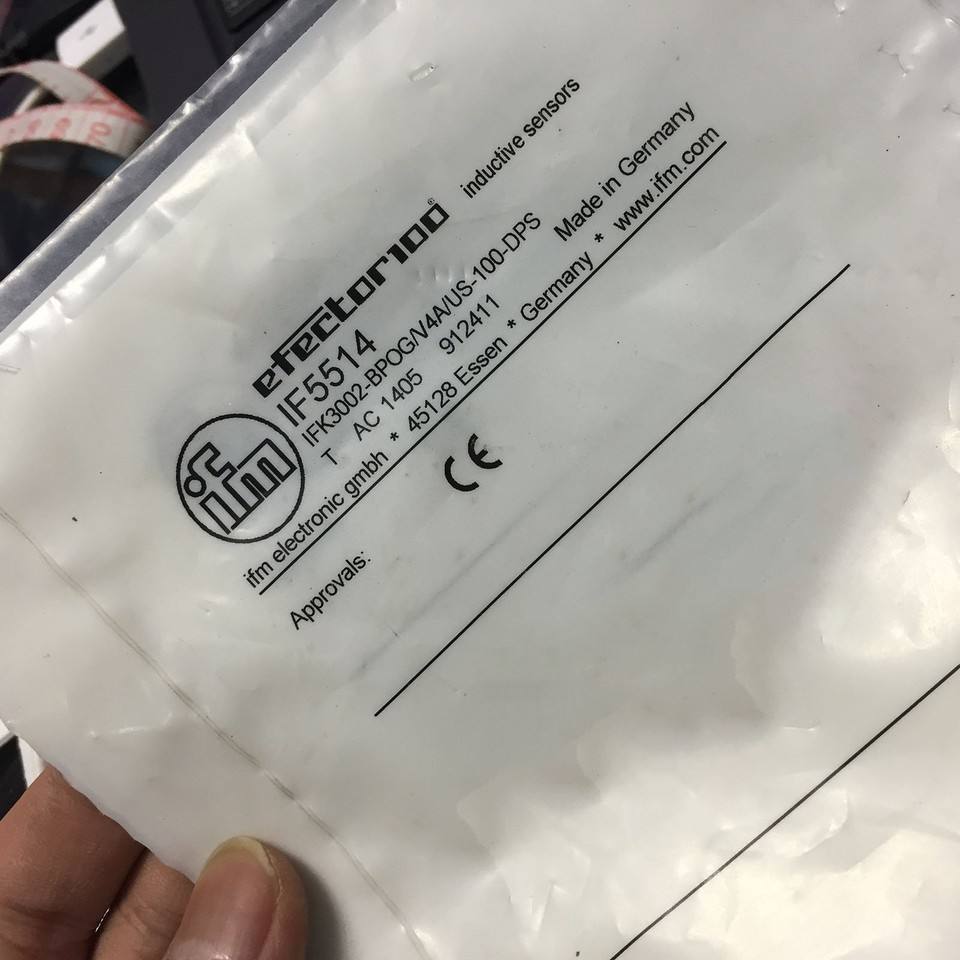 efector100® inductive sensors
ifm
IF5514
IFK3002-BPOG/V4A/US-100-DPS
T AC 1405 912411 Made in Germany
ifm electronic gmbh * 45128 Essen * Germany * www.ifm.com
CE
Approvals: